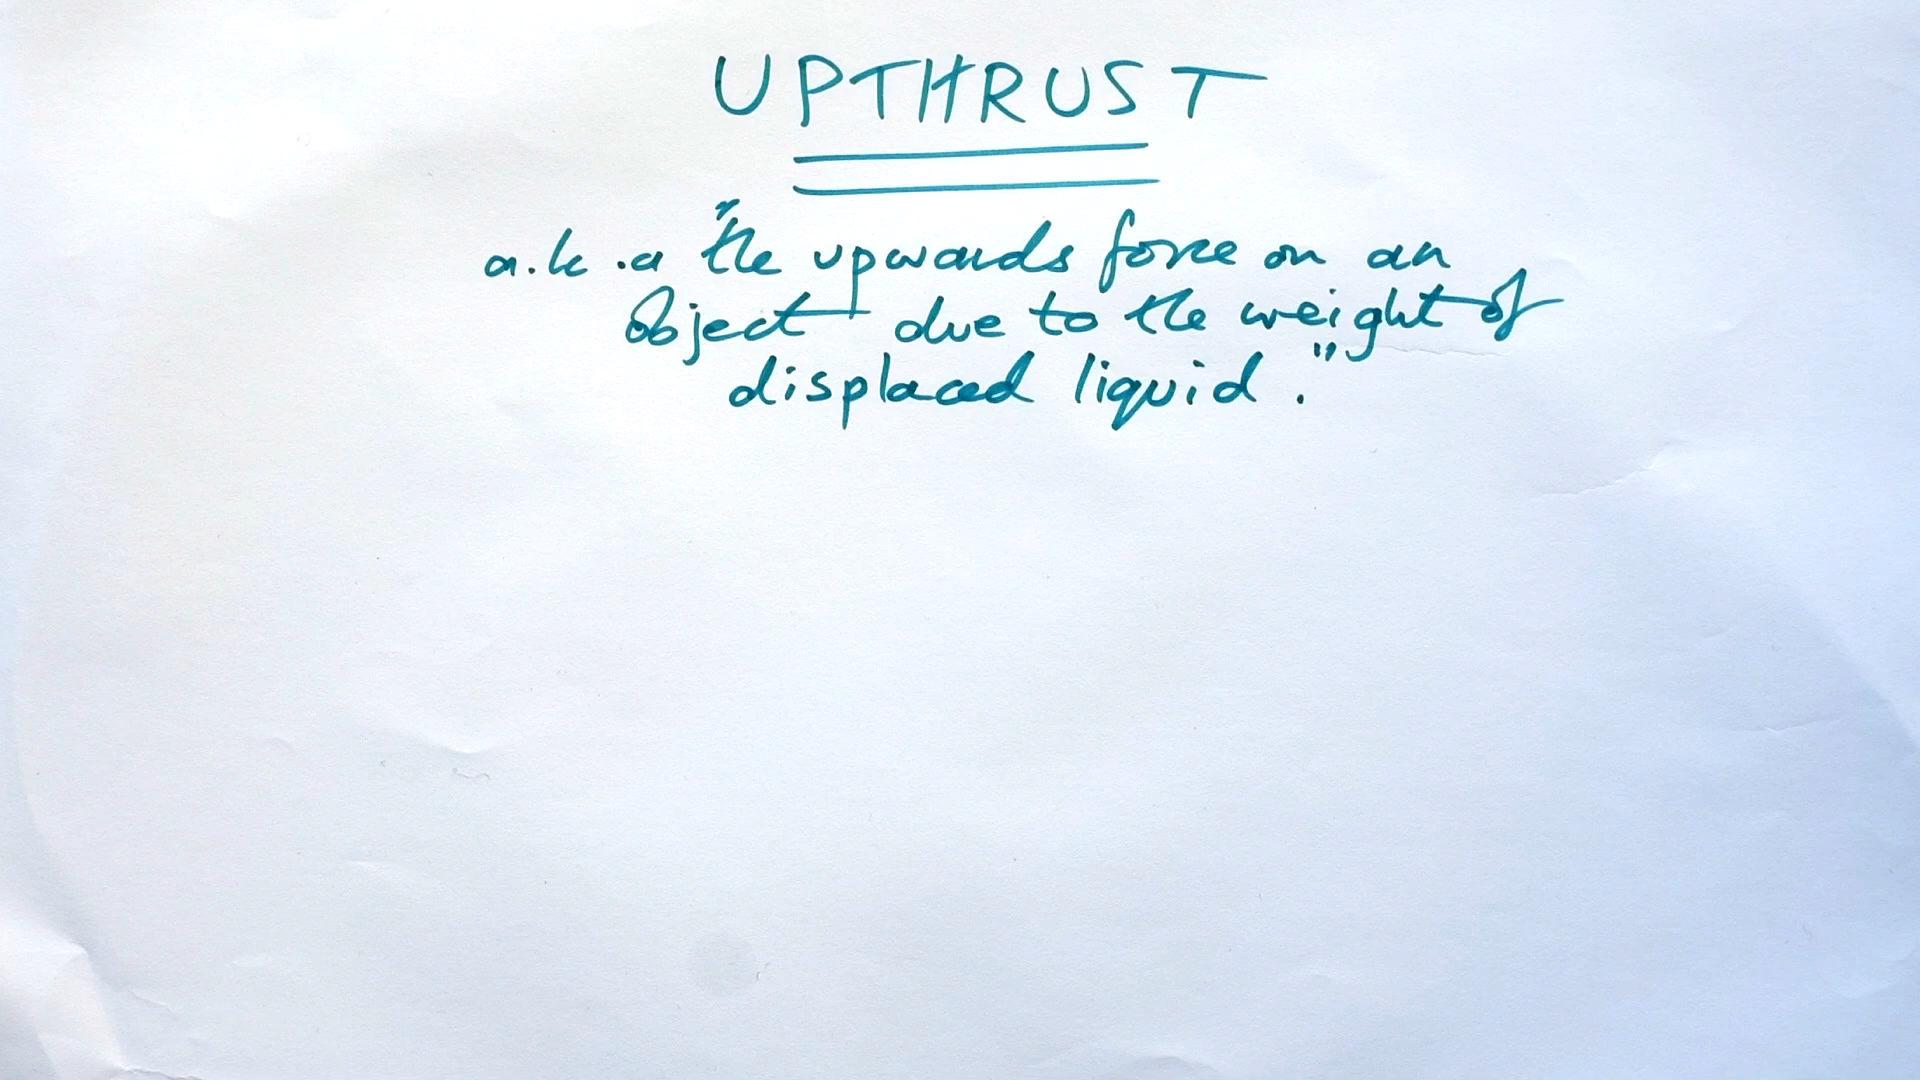 UPTHRUST
a.k.a "the upwards force on an
object due to the weight of
displaced liquid."